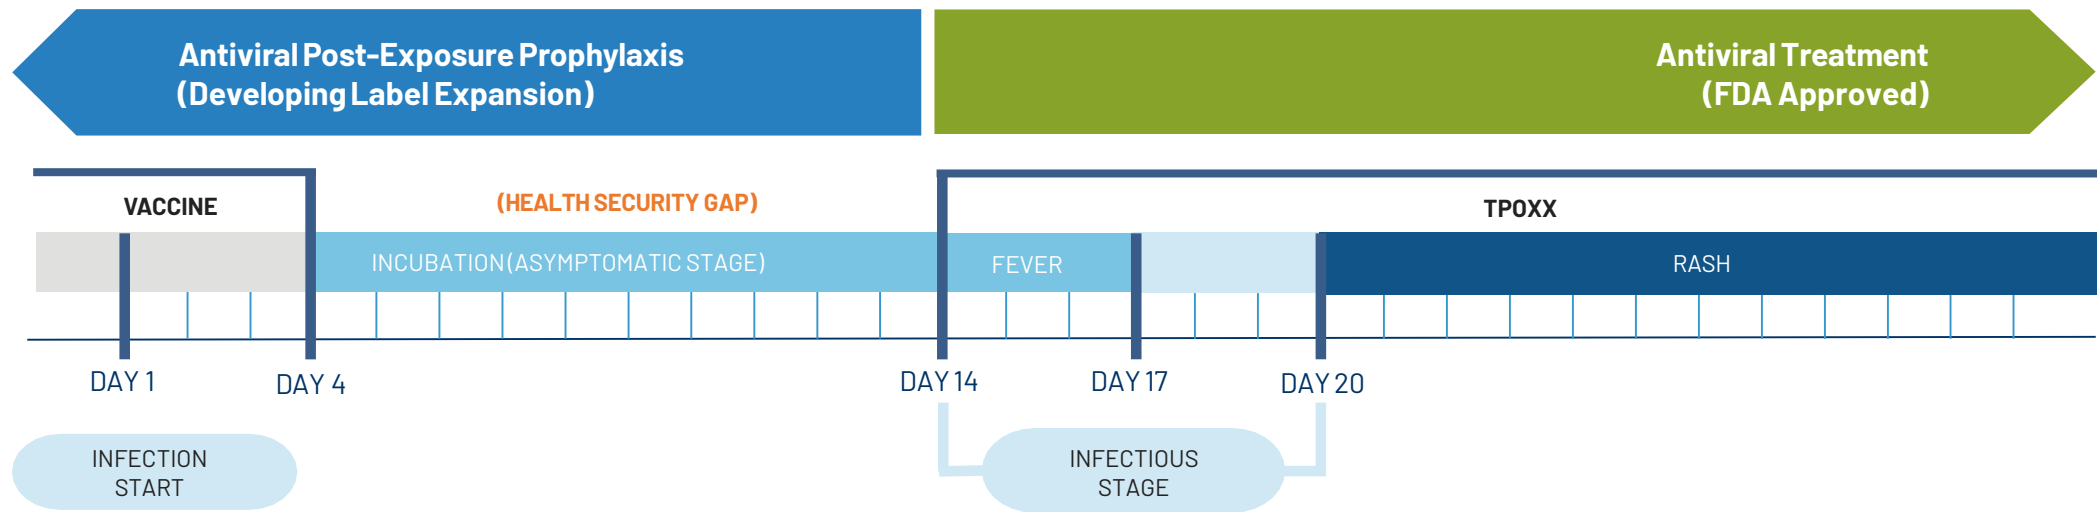 Antiviral Post-Exposure Prophylaxis
(Developing Label Expansion)
Antiviral Treatment
(FDA Approved)
VACCINE
(HEALTH SECURITY GAP)
TPOXX
INCUBATION (ASYMPTOMATIC STAGE)
FEVER
RASH
DAY 1
DAY 4
DAY 14
DAY 17
DAY 20
INFECTION
START
INFECTIOUS
STAGE